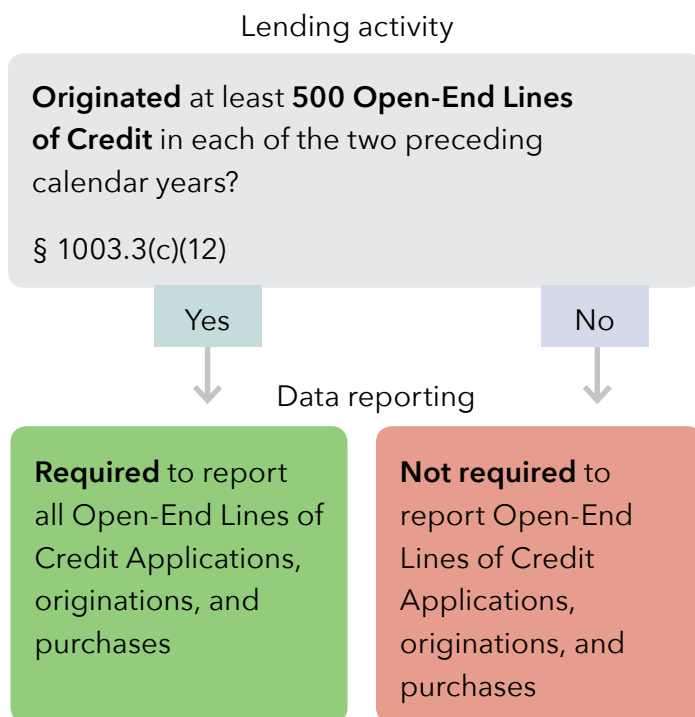 Lending activity
Originated at least 500 Open-End Lines
of Credit in each of the two preceding
calendar years?
§ 1003.3(c)(12)
Yes
No
Data reporting
Required to report
all Open-End Lines of
Credit Applications,
originations, and
purchases
Not required to
report Open-End
Lines of Credit
Applications,
originations, and
purchases